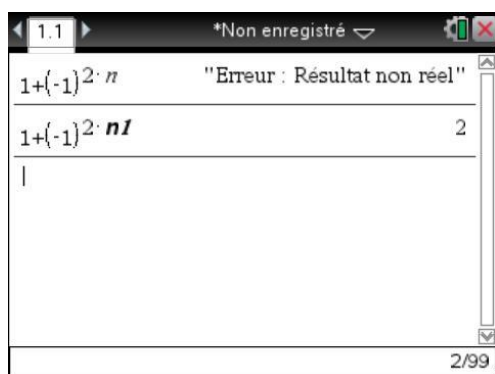 1.1 *Non enregistré
1+(-1)^2·n "Erreur : Résultat non réel"
1+(-1)^2·n1 2
2/99